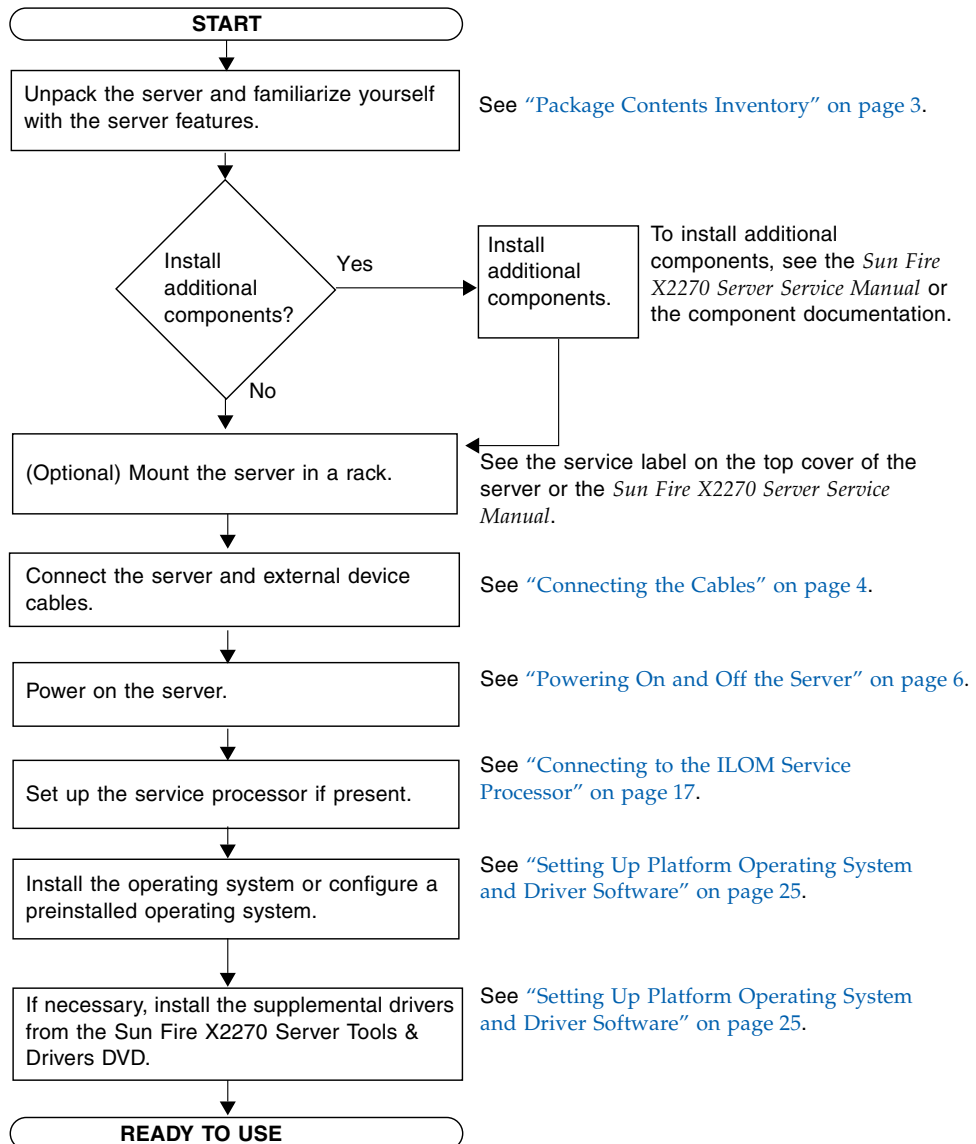 START
Unpack the server and familiarize yourself
with the server features.
See “Package Contents Inventory” on page 3.
Install
additional
components?
Yes
No
Install
additional
components.
To install additional
components, see the Sun Fire
X2270 Server Service Manual or
the component documentation.
(Optional) Mount the server in a rack.
See the service label on the top cover of the
server or the Sun Fire X2270 Server Service
Manual.
Connect the server and external device
cables.
See “Connecting the Cables” on page 4.
Power on the server.
See “Powering On and Off the Server” on page 6.
Set up the service processor if present.
See “Connecting to the ILOM Service
Processor” on page 17.
Install the operating system or configure a
preinstalled operating system.
See “Setting Up Platform Operating System
and Driver Software” on page 25.
If necessary, install the supplemental drivers
from the Sun Fire X2270 Server Tools &
Drivers DVD.
See “Setting Up Platform Operating System
and Driver Software” on page 25.
READY TO USE